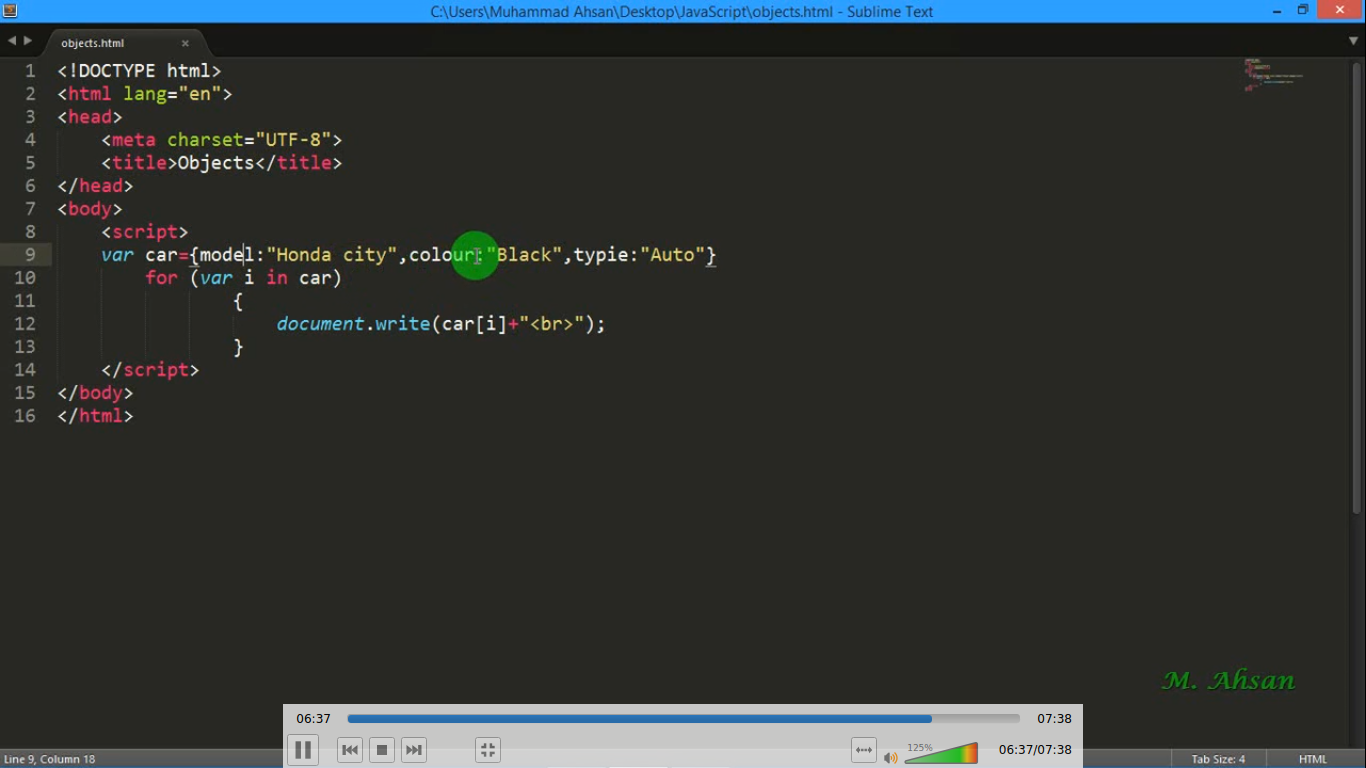 C:\Users\Muhammad Ahsan\Desktop\JavaScript\objects.html - Sublime Text
objects.html
1 <!DOCTYPE html>
2 <html lang="en">
3 <head>
4 <meta charset="UTF-8">
5 <title>Objects</title>
6 </head>
7 <body>
8 <script>
9 var car={model:"Honda city",colour:"Black",typie:"Auto"}
10 for (var i in car)
11 {
12 document.write(car[i]+"<br>");
13 }
14 </script>
15 </body>
16 </html>
M. Ahsan
06:37 07:38
125% 06:37/07:38
Line 9, Column 18 Tab Size: 4 HTML